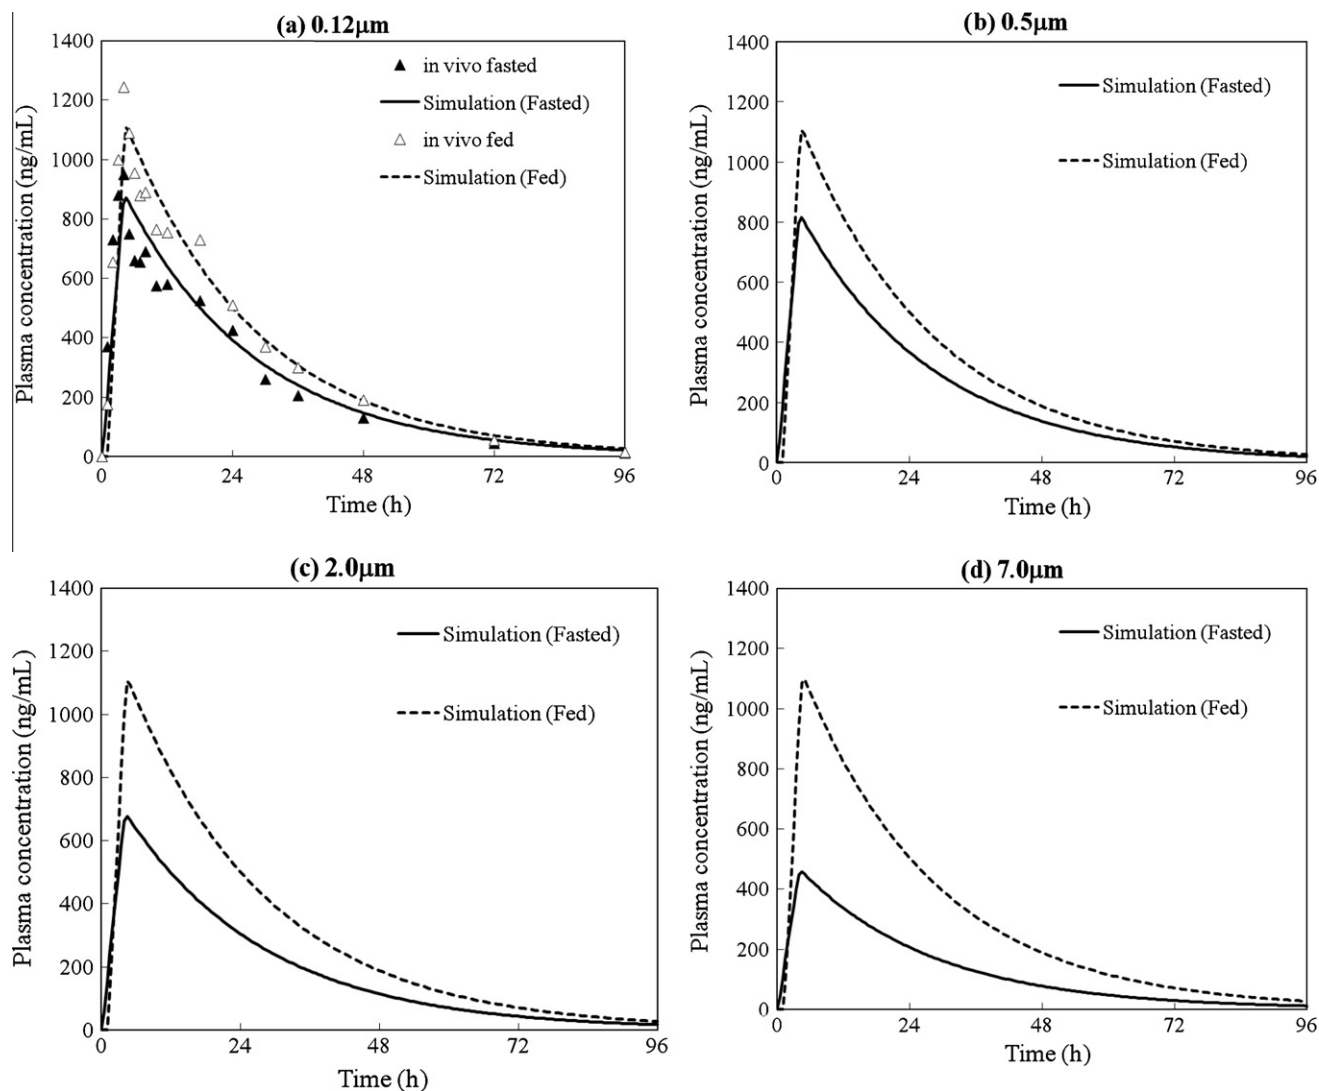 (a) 0.12μm
1400
1200
1000
800
600
400
200
0
Plasma concentration (ng/mL)
in vivo fasted
Simulation (Fasted)
in vivo fed
Simulation (Fed)
0 24 48 72 96
Time (h)
(b) 0.5μm
1400
1200
1000
800
600
400
200
0
Plasma concentration (ng/mL)
Simulation (Fasted)
Simulation (Fed)
0 24 48 72 96
Time (h)
(c) 2.0μm
1400
1200
1000
800
600
400
200
0
Plasma concentration (ng/mL)
Simulation (Fasted)
Simulation (Fed)
0 24 48 72 96
Time (h)
(d) 7.0μm
1400
1200
1000
800
600
400
200
0
Plasma concentration (ng/mL)
Simulation (Fasted)
Simulation (Fed)
0 24 48 72 96
Time (h)